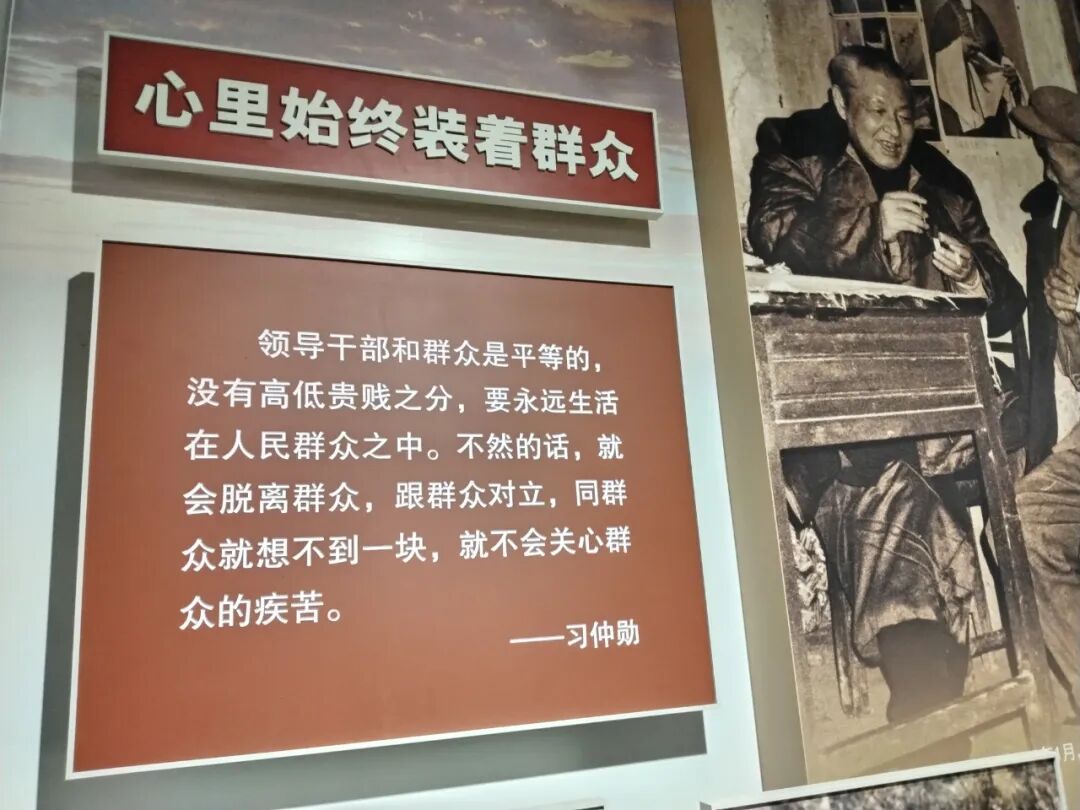 心里始终装着群众
领导干部和群众是平等的，
没有高低贵贱之分，要永远生活
在人民群众之中。不然的话，就
会脱离群众，跟群众对立，同群
众就想不到一块，就不会关心群
众的疾苦。
——习仲勋